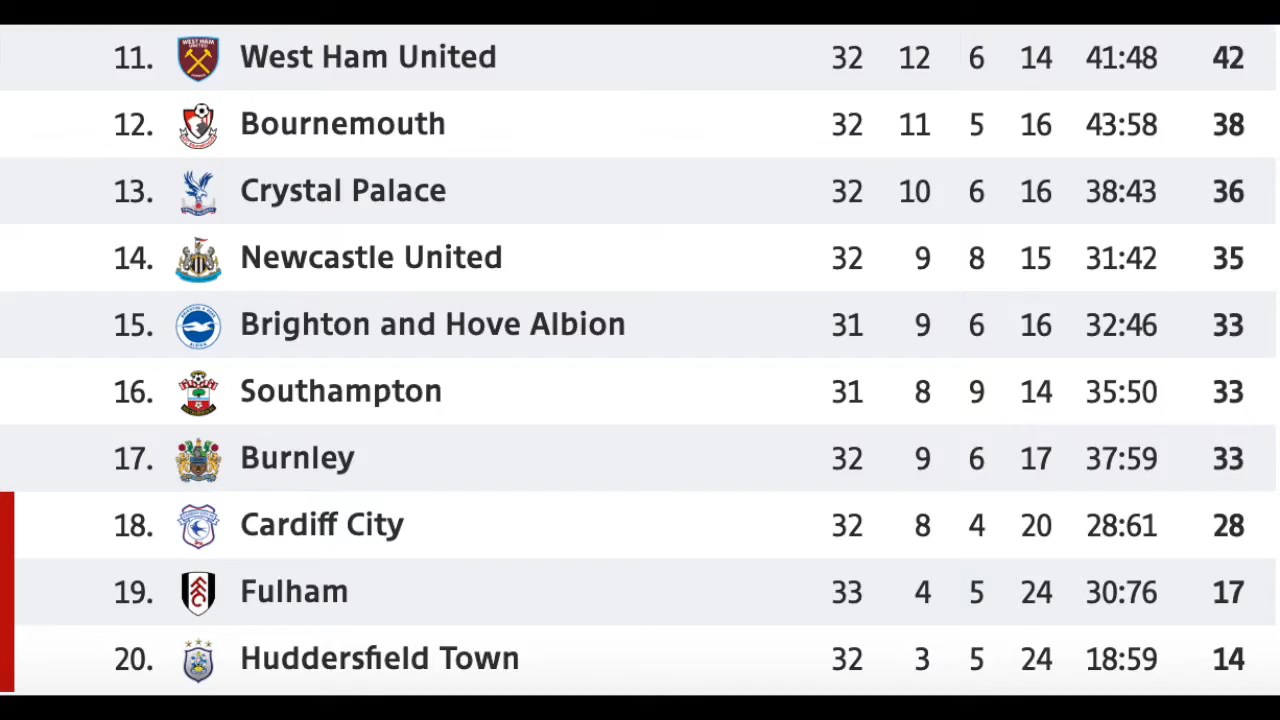 11. West Ham United 32 12 6 14 41:48 42
12. Bournemouth 32 11 5 16 43:58 38
13. Crystal Palace 32 10 6 16 38:43 36
14. Newcastle United 32 9 8 15 31:42 35
15. Brighton and Hove Albion 31 9 6 16 32:46 33
16. Southampton 31 8 9 14 35:50 33
17. Burnley 32 9 6 17 37:59 33
18. Cardiff City 32 8 4 20 28:61 28
19. Fulham 33 4 5 24 30:76 17
20. Huddersfield Town 32 3 5 24 18:59 14